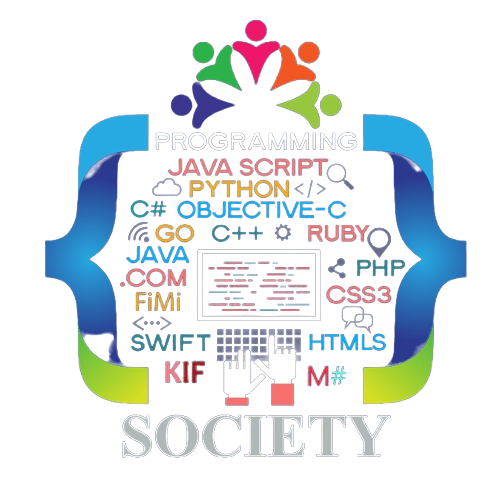 PROGRAMMING
JAVA SCRIPT
PYTHON </>
C# OBJECTIVE-C
GO C++ RUBY
JAVA PHP
.COM CSS3
FiMi
<...>
SWIFT HTMLS
KIF M#
SOCIETY